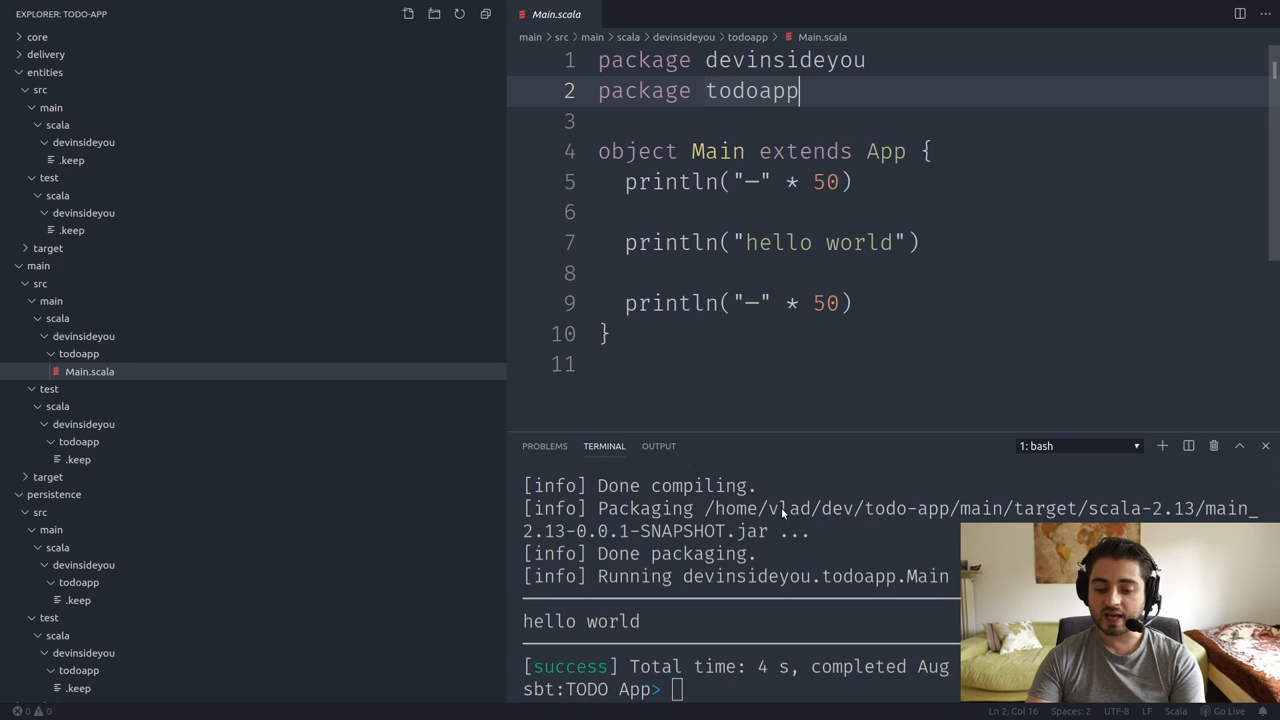 EXPLORER: TODO-APP
core
delivery
entities
src
main
scala
devinsideyou
.keep
test
scala
devinsideyou
.keep
target
main
src
main
scala
devinsideyou
todoapp
Main.scala
test
scala
devinsideyou
todoapp
.keep
target
persistence
src
main
scala
devinsideyou
todoapp
.keep
test
scala
devinsideyou
todoapp
.keep
Main.scala
main > src > main > scala > devinsideyou > todoapp > Main.scala
1 package devinsideyou
2 package todoapp
3
4 object Main extends App {
5 println("—" * 50)
6
7 println("hello world")
8
9 println("—" * 50)
10 }
11
PROBLEMS TERMINAL OUTPUT 1: bash
[info] Done compiling.
[info] Packaging /home/vlad/dev/todo-app/main/target/scala-2.13/main_
2.13-0.0.1-SNAPSHOT.jar ...
[info] Done packaging.
[info] Running devinsideyou.todoapp.Main
hello world
[success] Total time: 4 s, completed Aug
sbt:TODO App>
0 0 Ln 2, Col 16 Spaces: 2 UTF-8 LF Scala Go Live